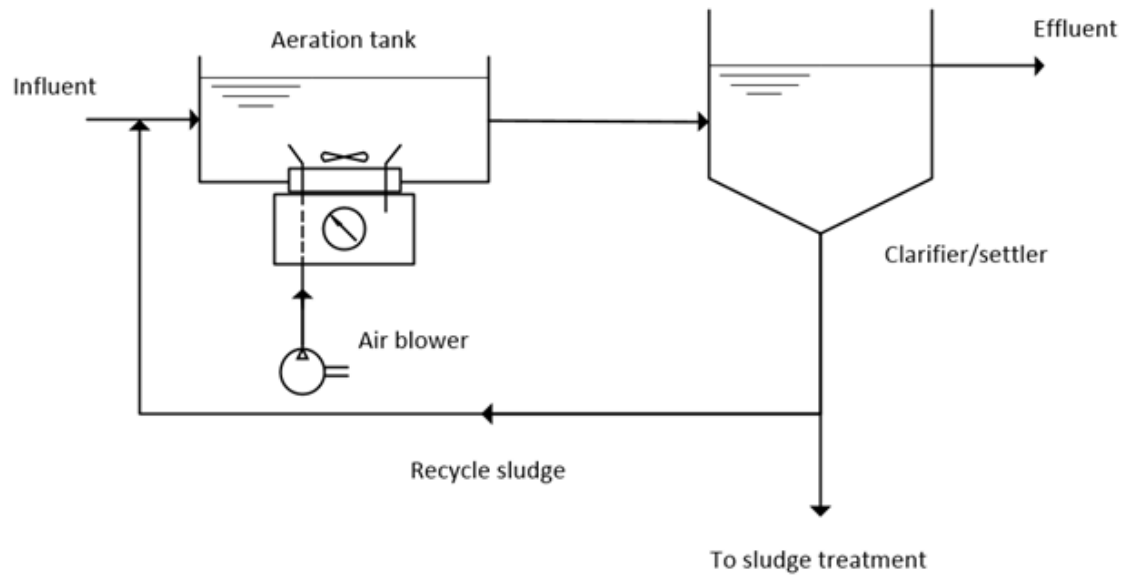 Aeration tank
Effluent
Influent
Clarifier/settler
Air blower
Recycle sludge
To sludge treatment